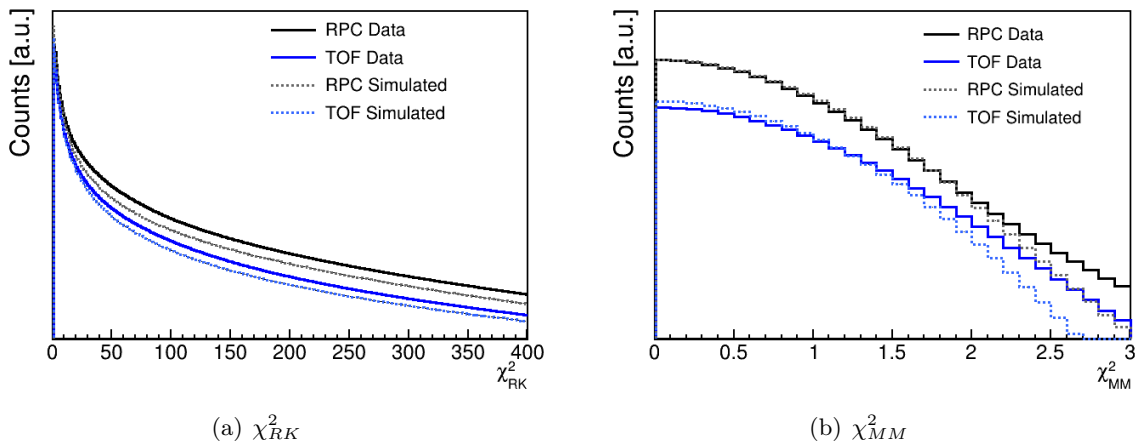 Counts [a.u.]
RPC Data
TOF Data
RPC Simulated
TOF Simulated
0 50 100 150 200 250 300 350 400
χ²RK
(a) χ²RK
Counts [a.u.]
RPC Data
TOF Data
RPC Simulated
TOF Simulated
0 0.5 1 1.5 2 2.5 3
χ²MM
(b) χ²MM